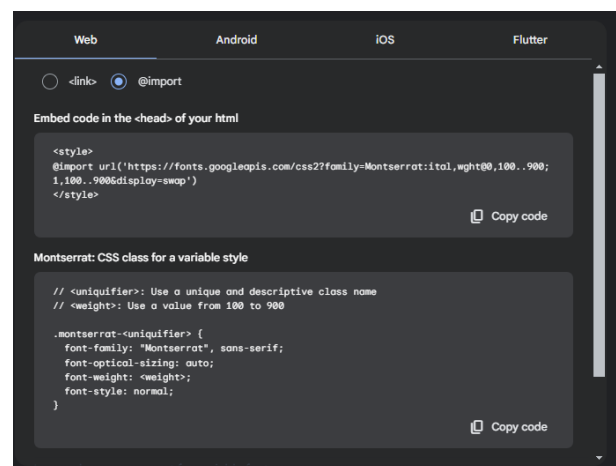 Web Android iOS Flutter
<link> @import
Embed code in the <head> of your html
<style>
@import url('https://fonts.googleapis.com/css2?family=Montserrat:ital,wght@0,100..900;
1,100..900&display=swap')
</style>
Copy code
Montserrat: CSS class for a variable style
// <uniquifier>: Use a unique and descriptive class name
// <weight>: Use a value from 100 to 900
.montserrat-<uniquifier> {
font-family: "Montserrat", sans-serif;
font-optical-sizing: auto;
font-weight: <weight>;
font-style: normal;
}
Copy code